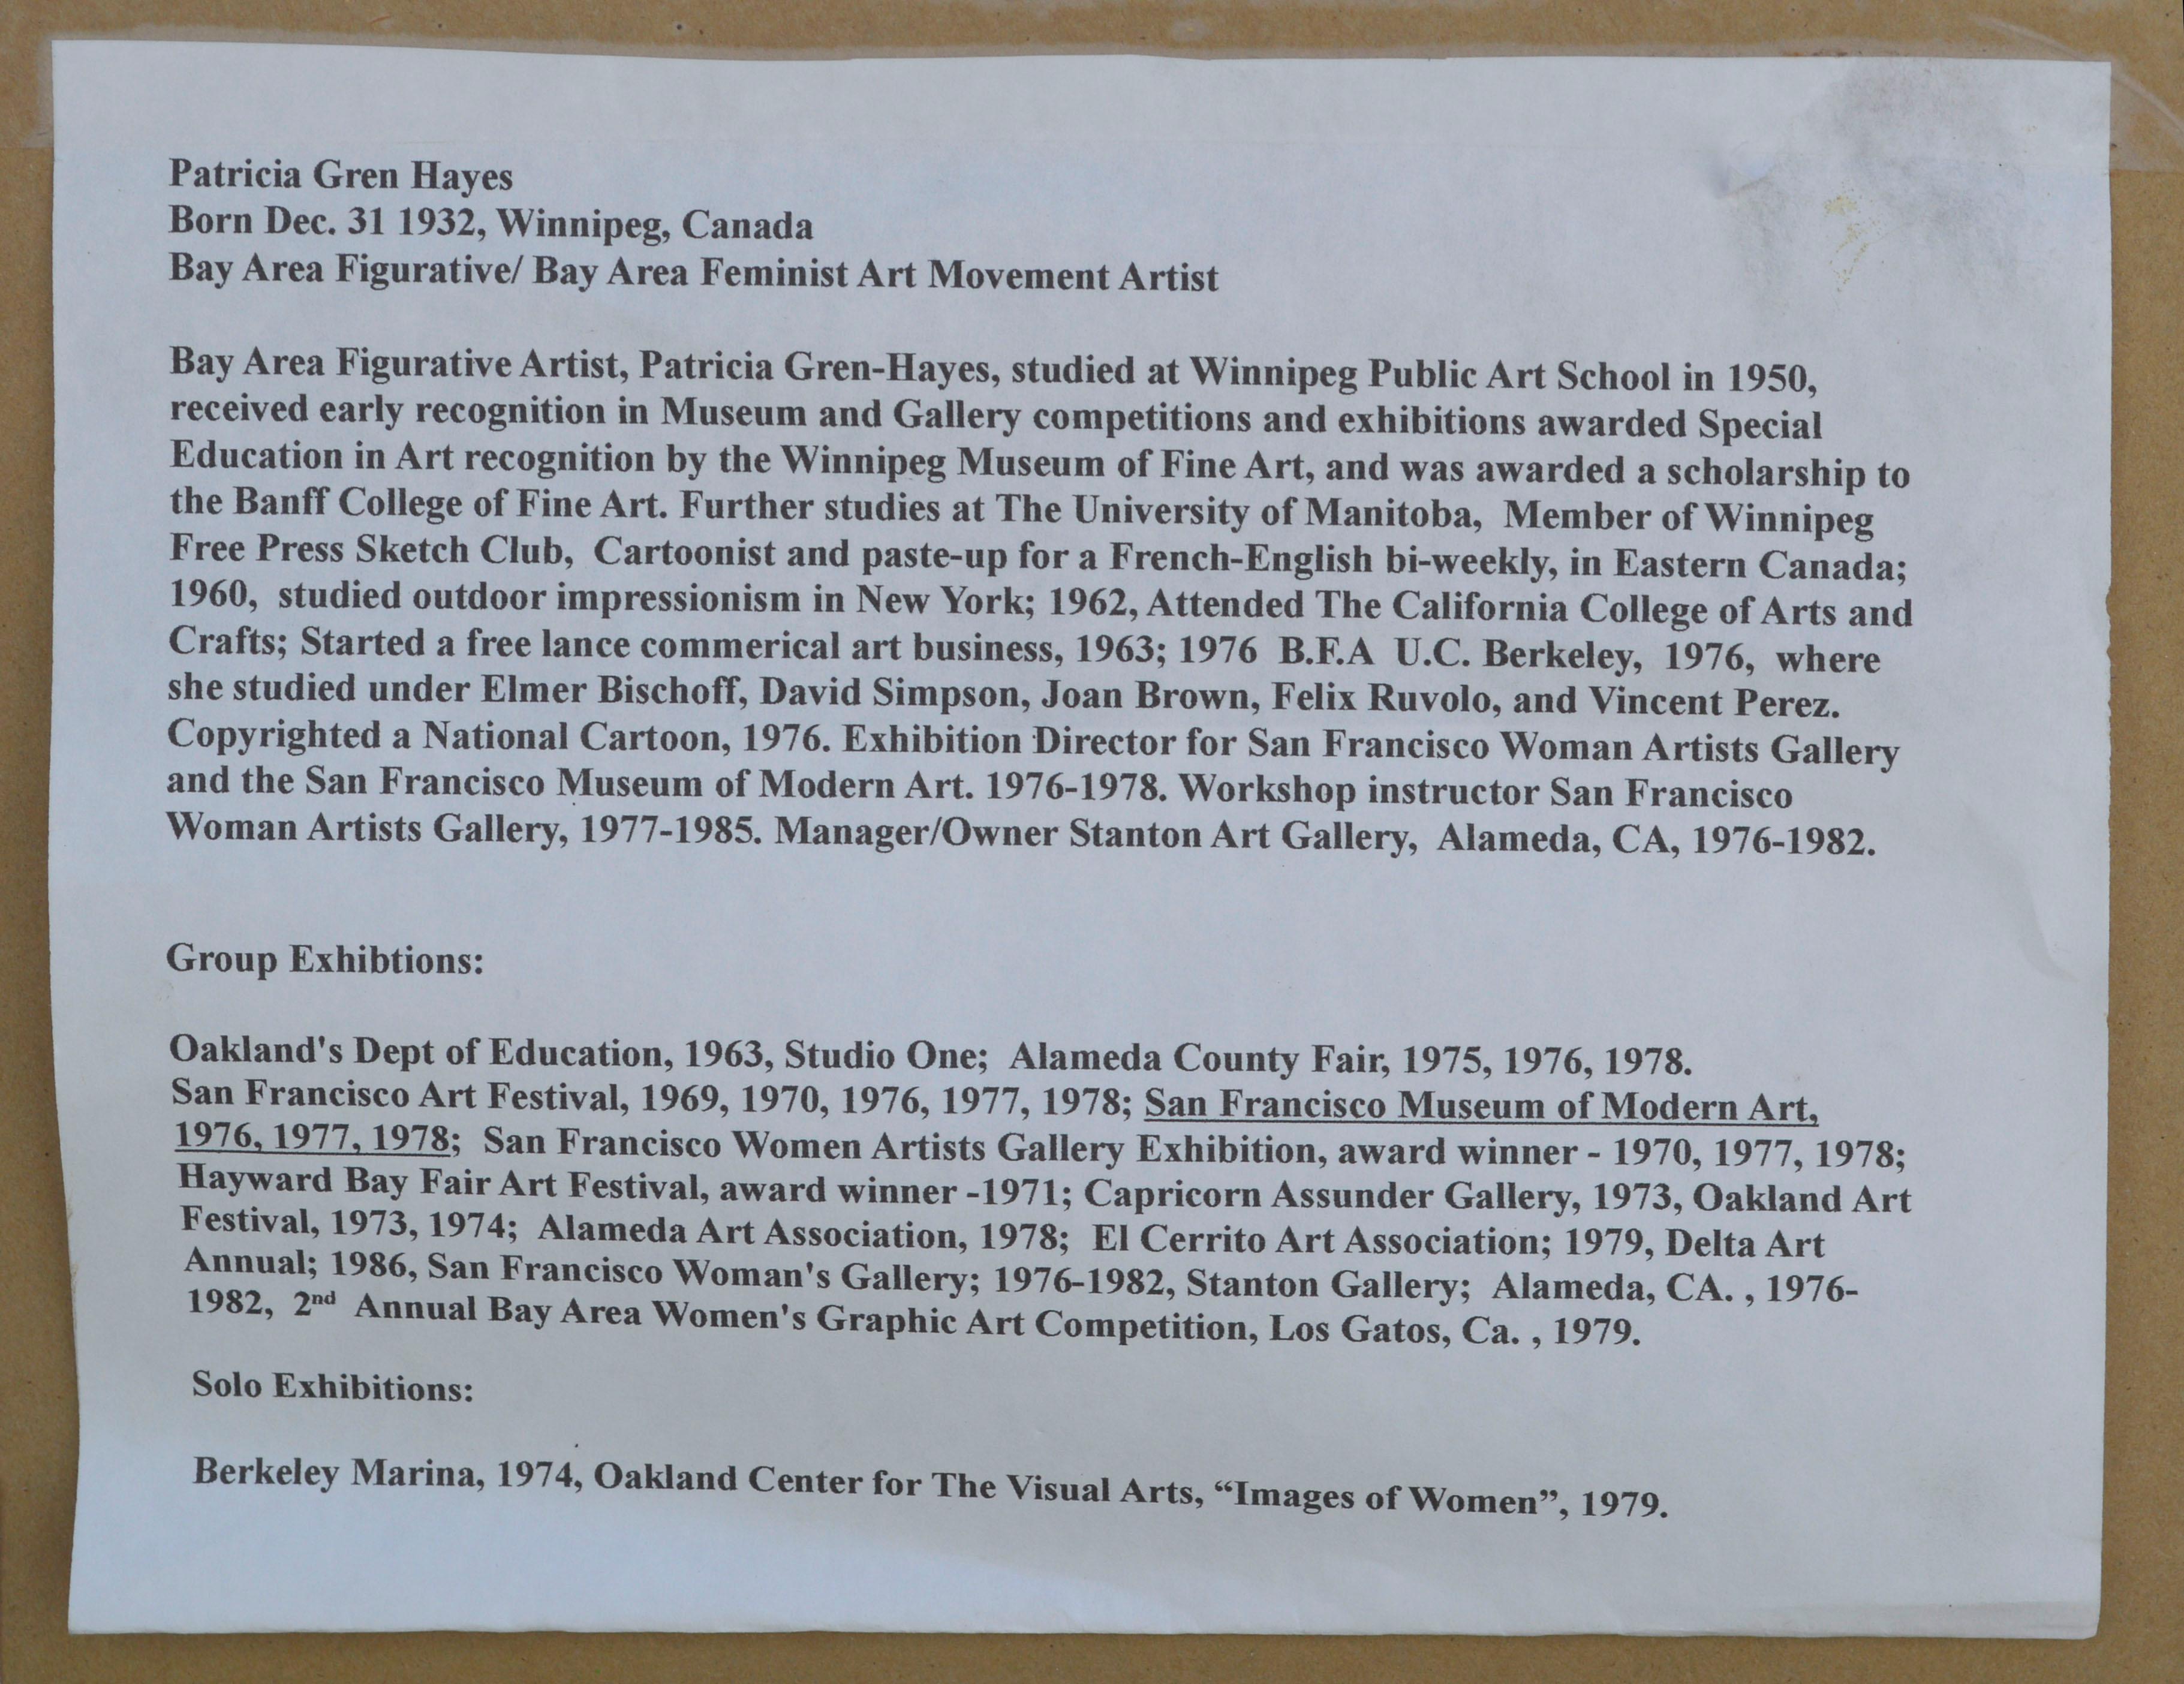 Patricia Gren Hayes
Born Dec. 31 1932, Winnipeg, Canada
Bay Area Figurative/ Bay Area Feminist Art Movement Artist
Bay Area Figurative Artist, Patricia Gren-Hayes, studied at Winnipeg Public Art School in 1950,
received early recognition in Museum and Gallery competitions and exhibitions awarded Special
Education in Art recognition by the Winnipeg Museum of Fine Art, and was awarded a scholarship to
the Banff College of Fine Art. Further studies at The University of Manitoba,  Member of Winnipeg
Free Press Sketch Club,  Cartoonist and paste-up for a French-English bi-weekly, in Eastern Canada;
1960,  studied outdoor impressionism in New York; 1962, Attended The California College of Arts and
Crafts; Started a free lance commerical art business, 1963; 1976  B.F.A  U.C. Berkeley,  1976,  where
she studied under Elmer Bischoff, David Simpson, Joan Brown, Felix Ruvolo, and Vincent Perez.
Copyrighted a National Cartoon, 1976. Exhibition Director for San Francisco Woman Artists Gallery
and the San Francisco Museum of Modern Art. 1976-1978. Workshop instructor San Francisco
Woman Artists Gallery, 1977-1985. Manager/Owner Stanton Art Gallery,  Alameda, CA, 1976-1982.
Group Exhibtions:
Oakland's Dept of Education, 1963, Studio One;  Alameda County Fair, 1975, 1976, 1978.
San Francisco Art Festival, 1969, 1970, 1976, 1977, 1978; San Francisco Museum of Modern Art,
1976, 1977, 1978;  San Francisco Women Artists Gallery Exhibition, award winner - 1970, 1977, 1978;
Hayward Bay Fair Art Festival, award winner -1971; Capricorn Assunder Gallery, 1973, Oakland Art
Festival, 1973, 1974;  Alameda Art Association, 1978;  El Cerrito Art Association; 1979, Delta Art
Annual; 1986, San Francisco Woman's Gallery; 1976-1982, Stanton Gallery;  Alameda, CA. , 1976-
1982,  2nd  Annual Bay Area Women's Graphic Art Competition, Los Gatos, Ca. , 1979.
Solo Exhibitions:
Berkeley Marina, 1974, Oakland Center for The Visual Arts, “Images of Women”, 1979.